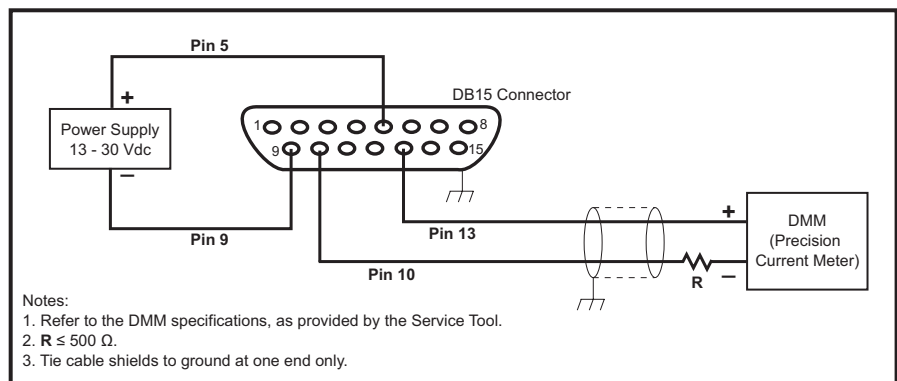 Pin 5
DB15 Connector
+
Power Supply
13 - 30 Vdc
–
1
8
9
15
Pin 9
Pin 13
Pin 10
+
DMM
(Precision
Current Meter)
–
R
Notes:
1. Refer to the DMM specifications, as provided by the Service Tool.
2. R ≤ 500 Ω.
3. Tie cable shields to ground at one end only.